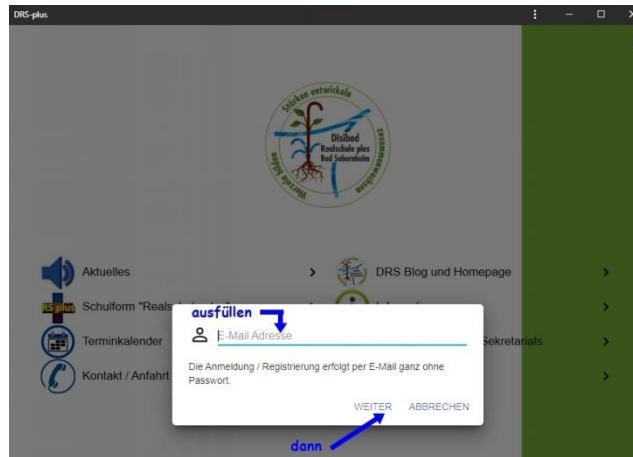 DRS-plus
Stärken entwickeln
zusammenwachsen
Wurzeln bilden
Disibod
Realschule plus
Bad Sobernheim
Aktuelles
DRS Blog und Homepage
RS plus
Schulform "Reals
Terminkalender
Sekretariats
Kontakt / Anfahrt
ausfüllen
E-Mail Adresse
Die Anmeldung / Registrierung erfolgt per E-Mail ganz ohne
Passwort.
WEITER ABBRECHEN
dann